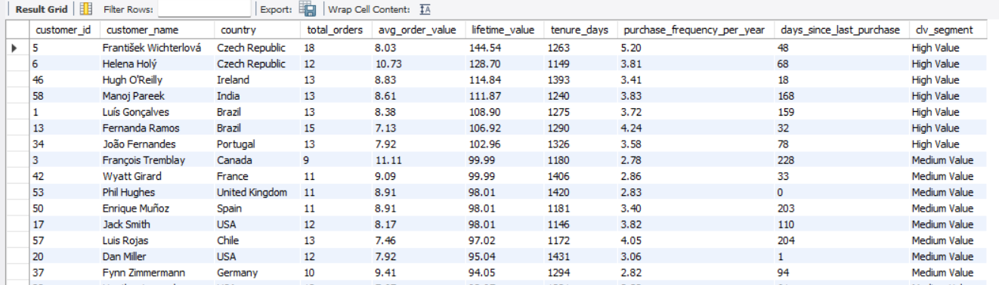 Result Grid Filter Rows: Export: Wrap Cell Content: IA
customer_id customer_name country total_orders avg_order_value lifetime_value tenure_days purchase_frequency_per_year days_since_last_purchase clv_segment
5 František Wichterlová Czech Republic 18 8.03 144.54 1263 5.20 48 High Value
6 Helena Holý Czech Republic 12 10.73 128.70 1149 3.81 68 High Value
46 Hugh O'Reilly Ireland 13 8.83 114.84 1393 3.41 18 High Value
58 Manoj Pareek India 13 8.61 111.87 1240 3.83 168 High Value
1 Luís Gonçalves Brazil 13 8.38 108.90 1275 3.72 159 High Value
13 Fernanda Ramos Brazil 15 7.13 106.92 1290 4.24 32 High Value
34 João Fernandes Portugal 13 7.92 102.96 1326 3.58 78 High Value
3 François Tremblay Canada 9 11.11 99.99 1180 2.78 228 Medium Value
42 Wyatt Girard France 11 9.09 99.99 1406 2.86 33 Medium Value
53 Phil Hughes United Kingdom 11 8.91 98.01 1420 2.83 0 Medium Value
50 Enrique Muñoz Spain 11 8.91 98.01 1181 3.40 203 Medium Value
17 Jack Smith USA 12 8.17 98.01 1146 3.82 110 Medium Value
57 Luis Rojas Chile 13 7.46 97.02 1172 4.05 204 Medium Value
20 Dan Miller USA 12 7.92 95.04 1431 3.06 1 Medium Value
37 Fynn Zimmermann Germany 10 9.41 94.05 1294 2.82 94 Medium Value